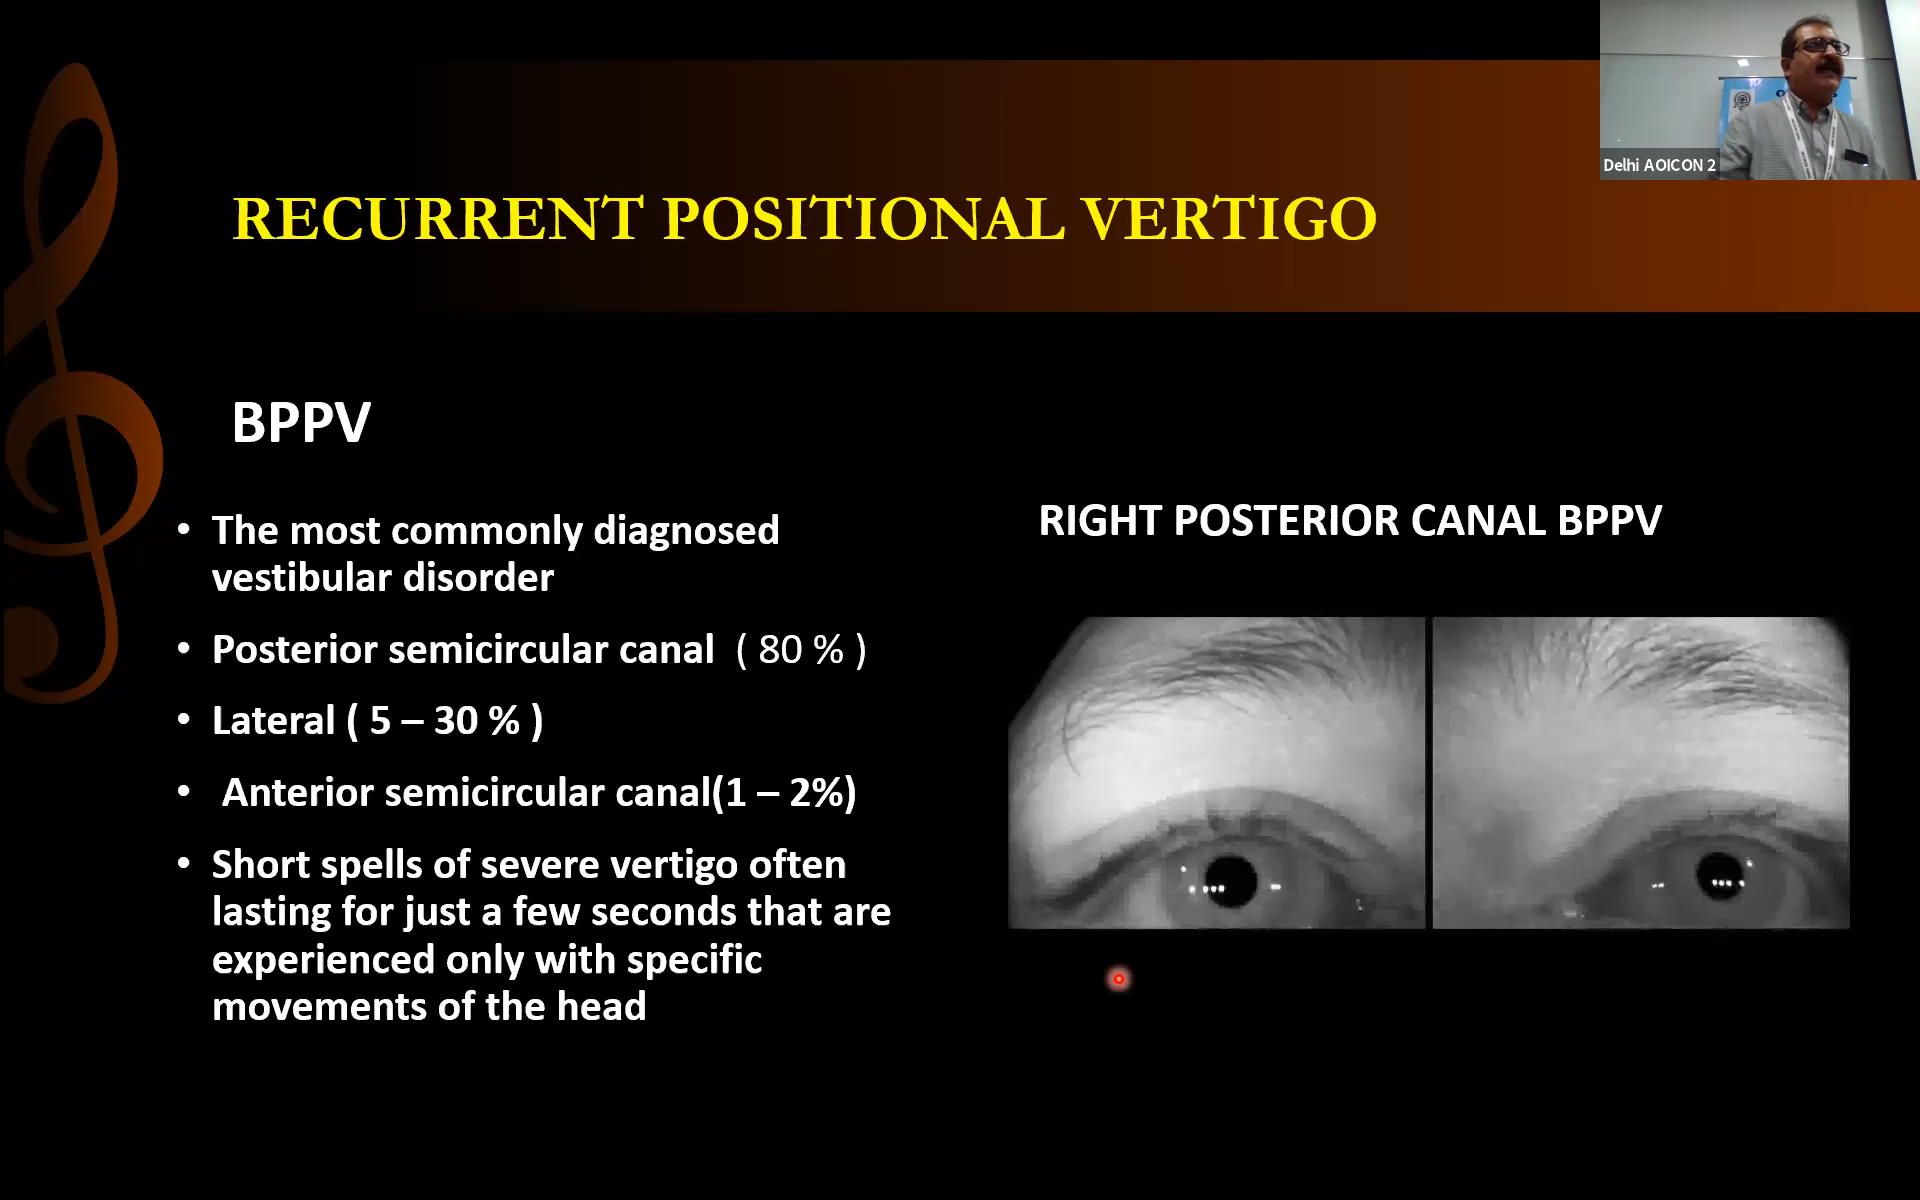 Delhi AOICON 2
RECURRENT POSITIONAL VERTIGO
BPPV
• The most commonly diagnosed
vestibular disorder
• Posterior semicircular canal ( 80 % )
• Lateral ( 5 – 30 % )
• Anterior semicircular canal(1 – 2%)
• Short spells of severe vertigo often
lasting for just a few seconds that are
experienced only with specific
movements of the head
RIGHT POSTERIOR CANAL BPPV